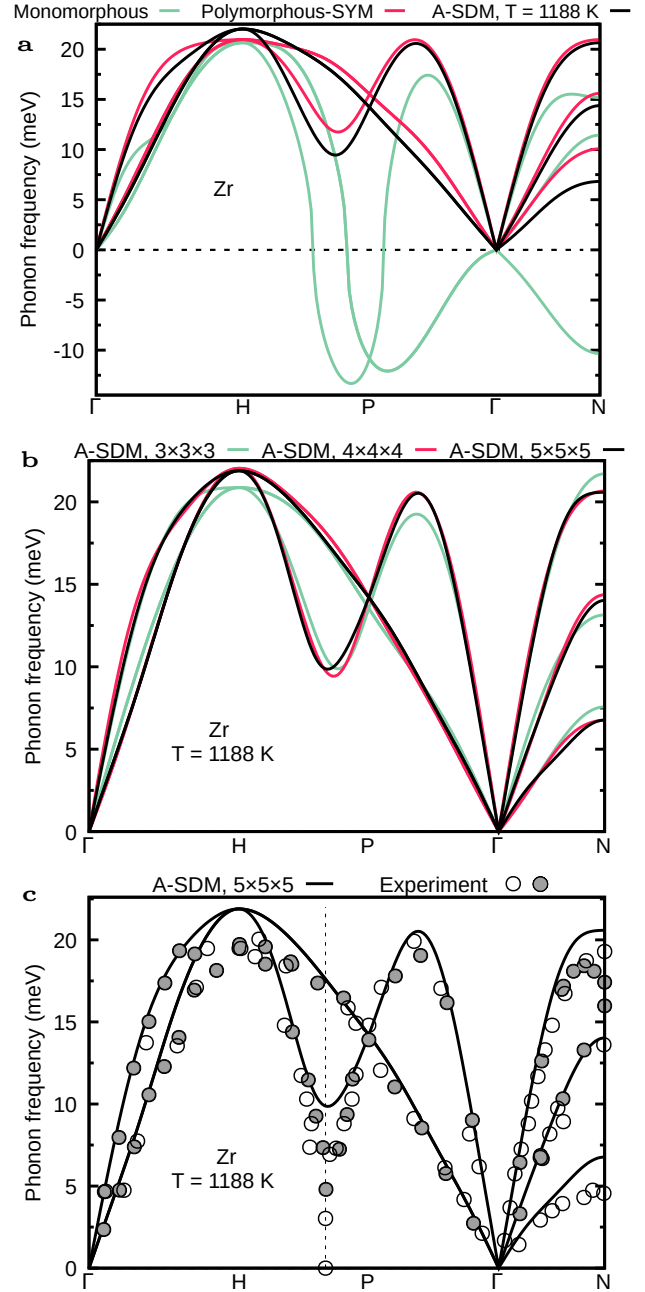 Monomorphous Polymorphous-SYM A-SDM, T = 1188 K
a
20
15
10
5
0
-5
-10
Phonon frequency (meV)
Zr
Γ H P Γ N
b
A-SDM, 3×3×3 A-SDM, 4×4×4 A-SDM, 5×5×5
20
15
10
5
0
Phonon frequency (meV)
Zr
T = 1188 K
Γ H P Γ N
c
A-SDM, 5×5×5 Experiment
20
15
10
5
0
Phonon frequency (meV)
Zr
T = 1188 K
Γ H P Γ N